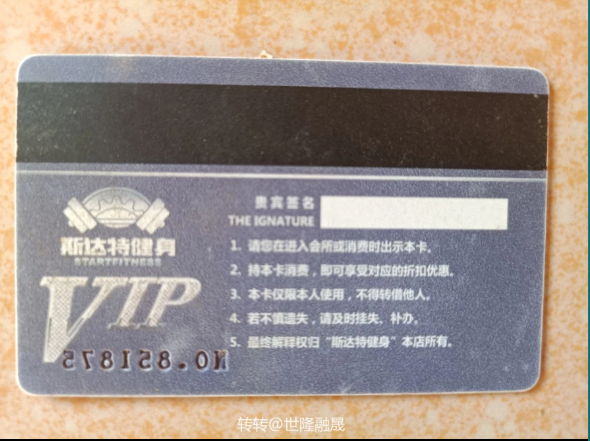 贵宾签名
THE IGNATURE
斯达特健身
STARTFITNESS
VIP
NO.851875
1. 请您在进入会所或消费时出示本卡。
2. 持本卡消费，即可享受对应的折扣优惠。
3. 本卡仅限本人使用，不得转借他人。
4. 若不慎遗失，请及时挂失、补办。
5. 最终解释权归“斯达特健身”本店所有。
转转@世隆融晟